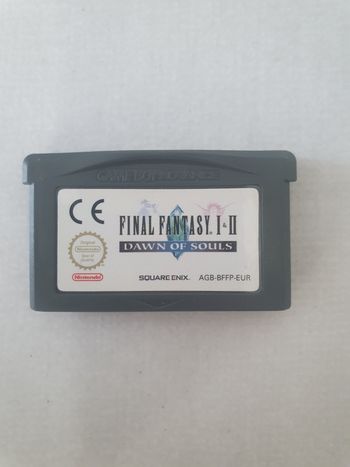 GAME BOY ADVANCE
CE
FINAL FANTASY I·II
DAWN OF SOULS
Original
Nintendo
Seal of
Quality
Nintendo
SQUARE ENIX
AGB-BFFP-EUR